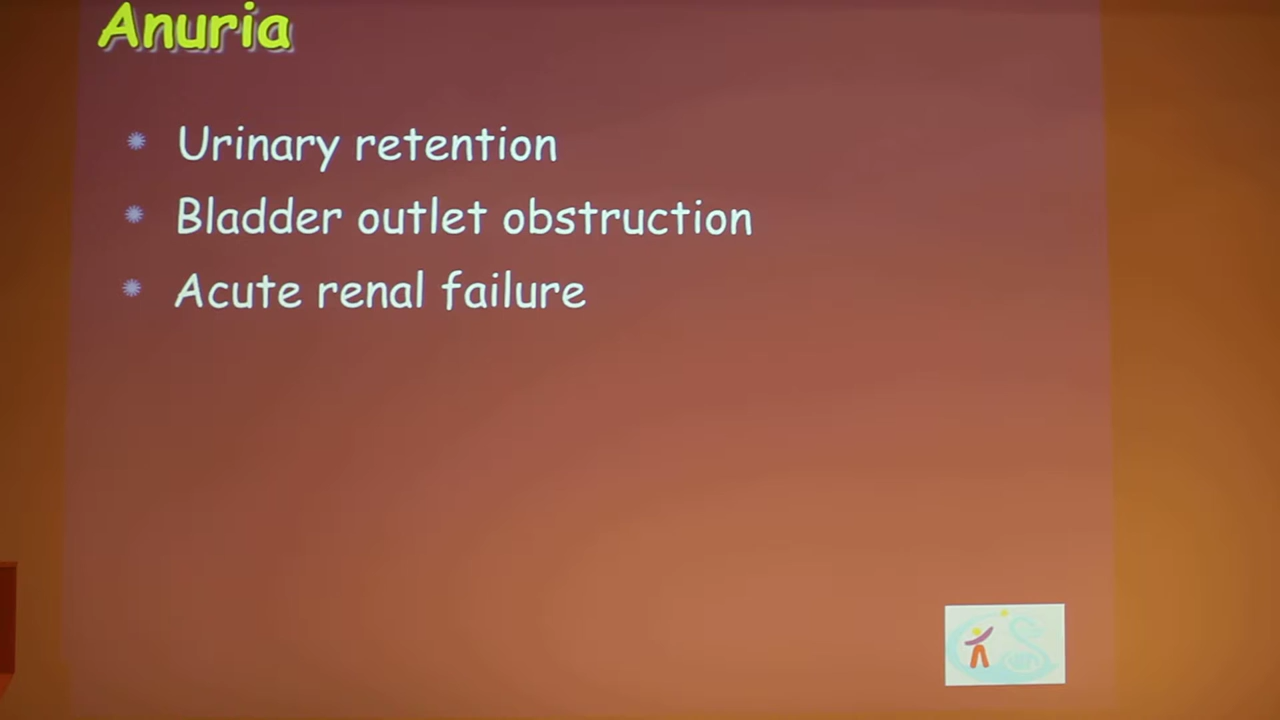 Anuria
Urinary retention
Bladder outlet obstruction
Acute renal failure